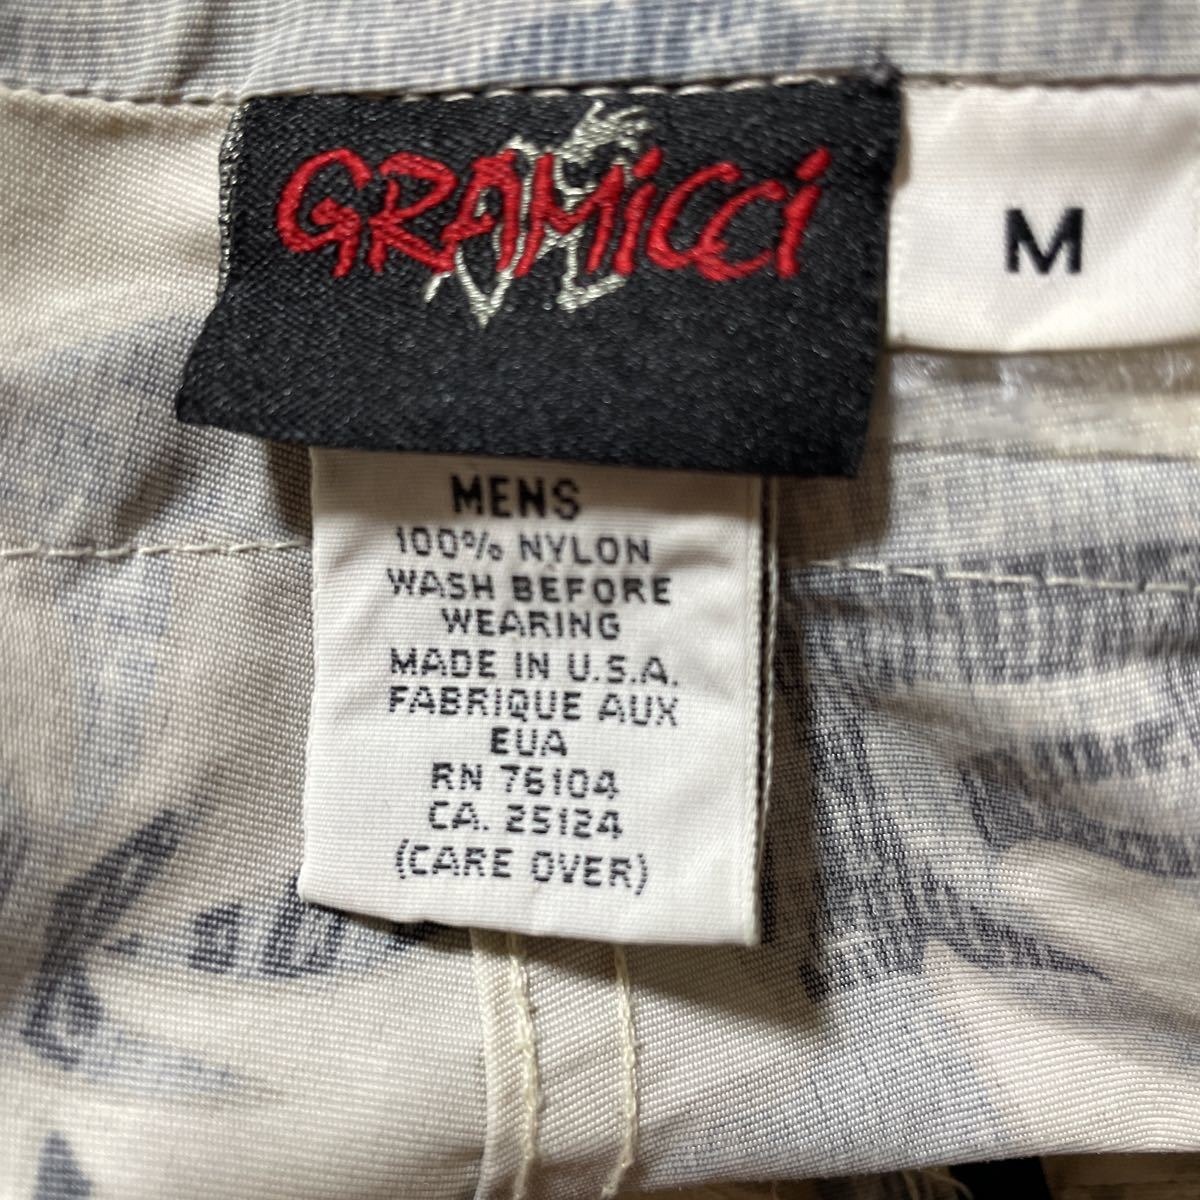 GRAMiCCi
M
MENS
100% NYLON
WASH BEFORE
WEARING
MADE IN U.S.A.
FABRIQUE AUX
EUA
RN 76104
CA. 25124
(CARE OVER)